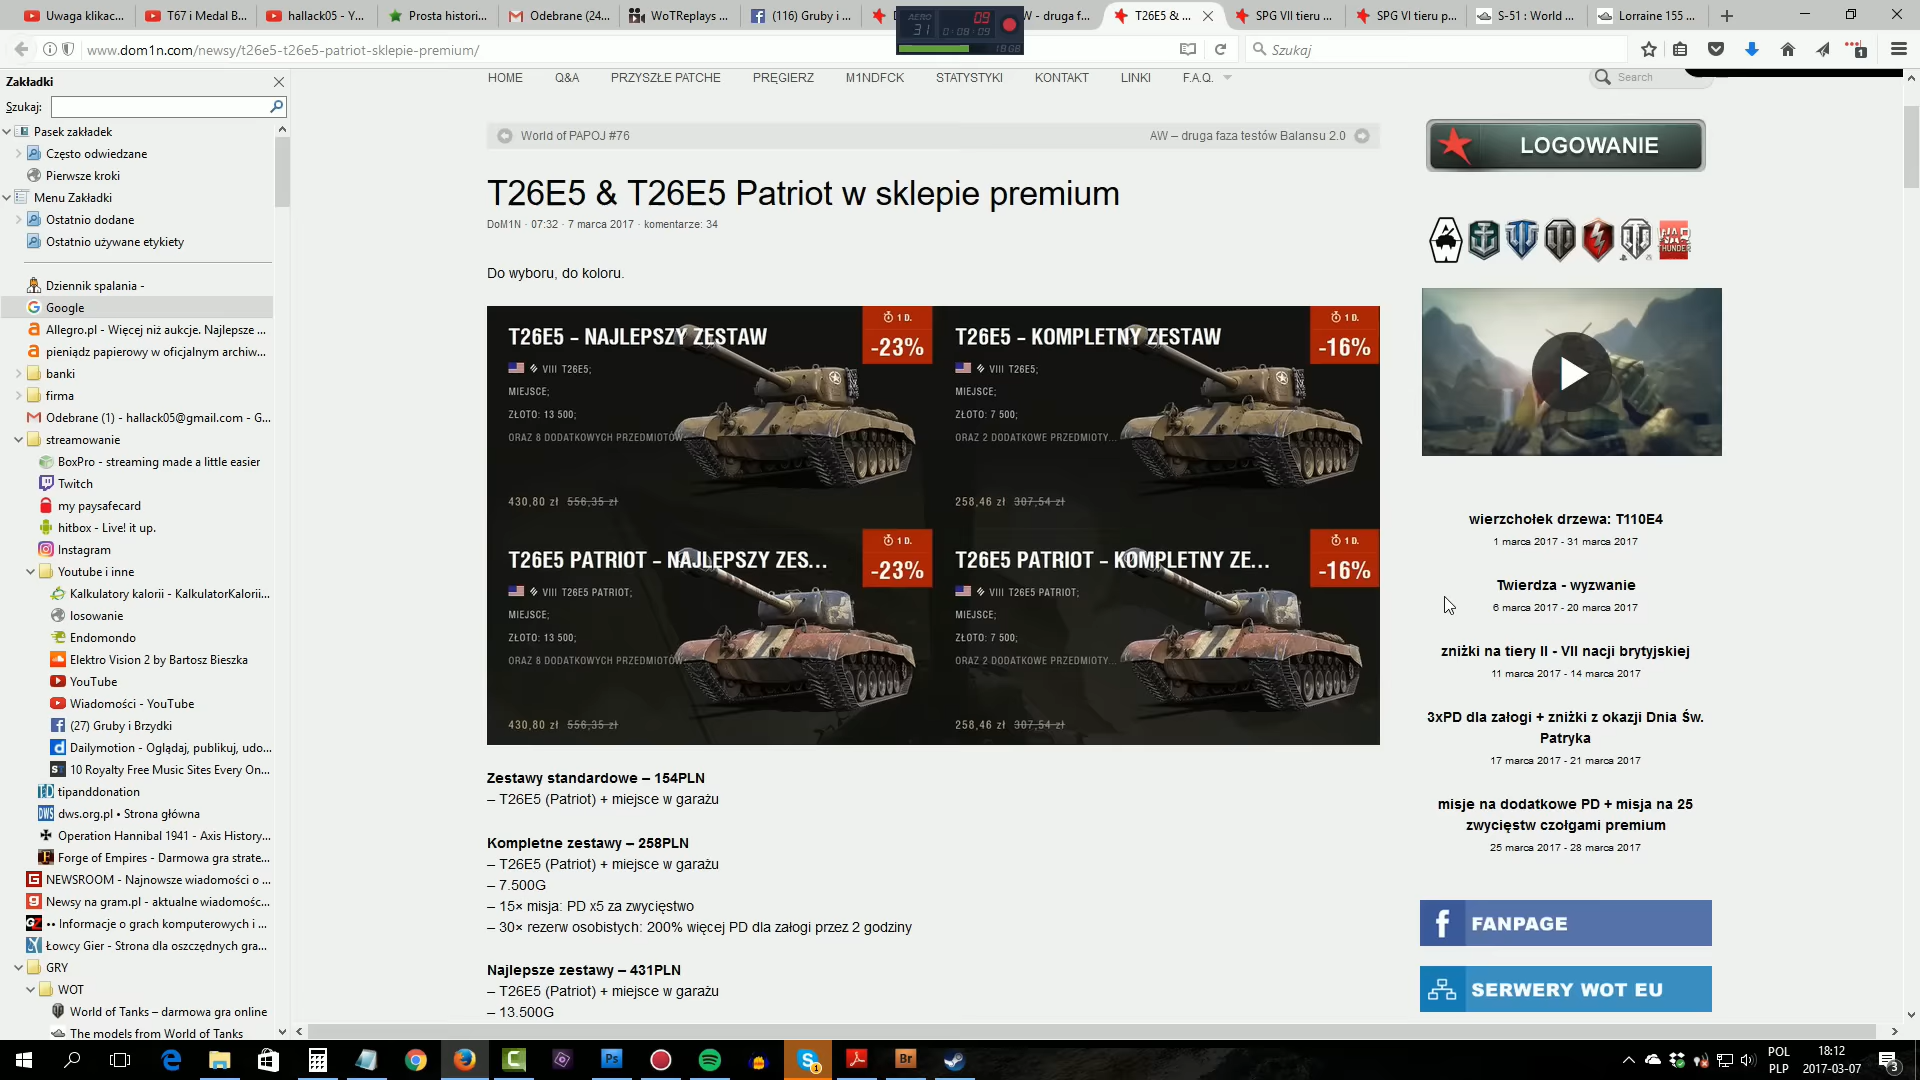 Uwaga klikac...
T67 i Medal B...
hallack05 - Y...
Prosta histori...
Odebrane (24...
WoTReplays ...
(116) Gruby i ...
W - druga f...
T26E5 & ...
SPG VII tieru ...
SPG VI tieru p...
S-51 : World ...
Lorraine 155 ...
www.dom1n.com/newsy/t26e5-t26e5-patriot-sklepie-premium/
Szukaj
AERO
31
09
0:08:09
18GB
Zakładki
Szukaj:
Pasek zakładek
Często odwiedzane
Pierwsze kroki
Menu Zakładki
Ostatnio dodane
Ostatnio używane etykiety
Dziennik spalania -
Google
Allegro.pl - Więcej niż aukcje. Najlepsze ...
pieniądz papierowy w oficjalnym archiw...
banki
firma
Odebrane (1) - hallack05@gmail.com - G...
streamowanie
BoxPro - streaming made a little easier
Twitch
my paysafecard
hitbox - Live! it up.
Instagram
Youtube i inne
Kalkulatory kalorii - KalkulatorKalorii...
losowanie
Endomondo
Elektro Vision 2 by Bartosz Bieszka
YouTube
Wiadomości - YouTube
(27) Gruby i Brzydki
Dailymotion - Oglądaj, publikuj, udo...
10 Royalty Free Music Sites Every On...
tipanddonation
dws.org.pl • Strona główna
Operation Hannibal 1941 - Axis History...
Forge of Empires - Darmowa gra strate...
NEWSROOM - Najnowsze wiadomości o ...
Newsy na gram.pl - aktualne wiadomośc...
•• Informacje o grach komputerowych i ...
Łowcy Gier - Strona dla oszczędnych gra...
GRY
WOT
World of Tanks – darmowa gra online
The models from World of Tanks
HOME
Q&A
PRZYSZŁE PATCHE
PRĘGIERZ
M1NDFCK
STATYSTYKI
KONTAKT
LINKI
F.A.Q.
Search
World of PAPOJ #76
AW – druga faza testów Balansu 2.0
T26E5 & T26E5 Patriot w sklepie premium
DoM1N · 07:32 · 7 marca 2017 · komentarze: 34
Do wyboru, do koloru.
T26E5 – NAJLEPSZY ZESTAW
1 D.
-23%
VIII T26E5;
MIEJSCE;
ZŁOTO: 13 500;
ORAZ 8 DODATKOWYCH PRZEDMIOTÓW
430,80 zł 556,35 zł
T26E5 – KOMPLETNY ZESTAW
1 D.
-16%
VIII T26E5;
MIEJSCE;
ZŁOTO: 7 500;
ORAZ 2 DODATKOWE PRZEDMIOTY...
258,46 zł 307,54 zł
T26E5 PATRIOT – NAJLEPSZY ZES...
1 D.
-23%
VIII T26E5 PATRIOT;
MIEJSCE;
ZŁOTO: 13 500;
ORAZ 8 DODATKOWYCH PRZEDMIOTÓW
430,80 zł 556,35 zł
T26E5 PATRIOT – KOMPLETNY ZE...
1 D.
-16%
VIII T26E5 PATRIOT;
MIEJSCE;
ZŁOTO: 7 500;
ORAZ 2 DODATKOWE PRZEDMIOTY...
258,46 zł 307,54 zł
Zestawy standardowe – 154PLN
– T26E5 (Patriot) + miejsce w garażu
Kompletne zestawy – 258PLN
– T26E5 (Patriot) + miejsce w garażu
– 7.500G
– 15× misja: PD x5 za zwycięstwo
– 30× rezerw osobistych: 200% więcej PD dla załogi przez 2 godziny
Najlepsze zestawy – 431PLN
– T26E5 (Patriot) + miejsce w garażu
– 13.500G
LOGOWANIE
WAR
THUNDER
wierzchołek drzewa: T110E4
1 marca 2017 - 31 marca 2017
Twierdza - wyzwanie
6 marca 2017 - 20 marca 2017
zniżki na tiery II - VII nacji brytyjskiej
11 marca 2017 - 14 marca 2017
3xPD dla załogi + zniżki z okazji Dnia Św.
Patryka
17 marca 2017 - 21 marca 2017
misje na dodatkowe PD + misja na 25
zwycięstw czołgami premium
25 marca 2017 - 28 marca 2017
FANPAGE
SERWERY WOT EU
Ps
Br
POL
PLP
18:12
2017-03-07
3